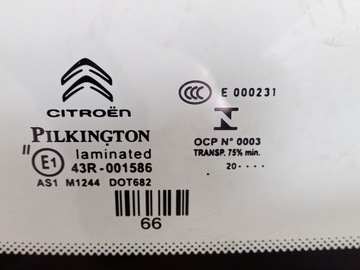 CITROËN
PILKINGTON
laminated
E1 43R-001586
AS1 M1244 DOT682
66
CCC E 000231
OCP N° 0003
TRANSP. 75% min.
20